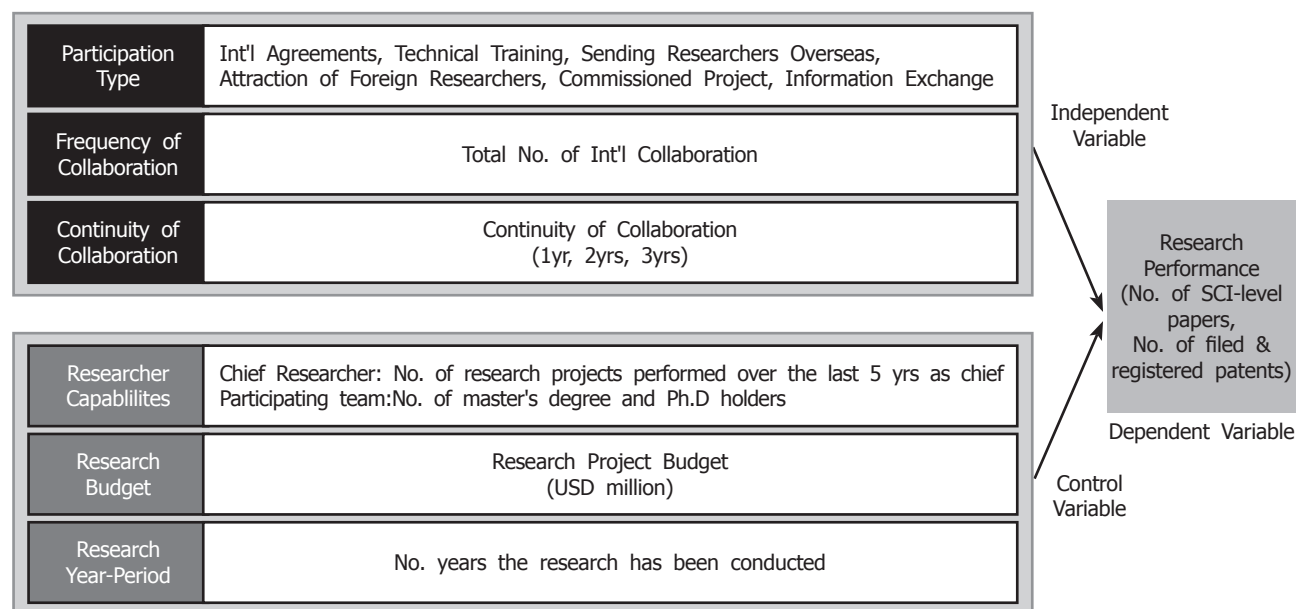 Participation
Type
Int'l Agreements, Technical Training, Sending Researchers Overseas,
Attraction of Foreign Researchers, Commissioned Project, Information Exchange
Frequency of
Collaboration
Total No. of Int'l Collaboration
Continuity of
Collaboration
Continuity of Collaboration
(1yr, 2yrs, 3yrs)
Independent
Variable
Researcher
Capablilites
Chief Researcher: No. of research projects performed over the last 5 yrs as chief
Participating team:No. of master's degree and Ph.D holders
Research
Budget
Research Project Budget
(USD million)
Research
Year-Period
No. years the research has been conducted
Control
Variable
Research
Performance
(No. of SCI-level
papers,
No. of filed &
registered patents)
Dependent Variable